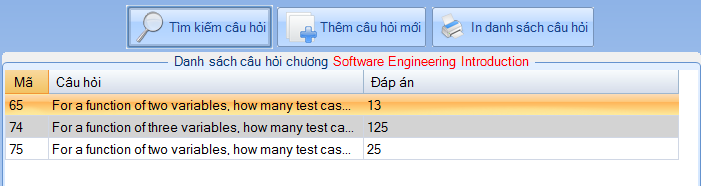 Tìm kiếm câu hỏi Thêm câu hỏi mới In danh sách câu hỏi
Danh sách câu hỏi chương Software Engineering Introduction
Mã Câu hỏi Đáp án
65 For a function of two variables, how many test cas... 13
74 For a function of three variables, how many test cas... 125
75 For a function of two variables, how many test cas... 25